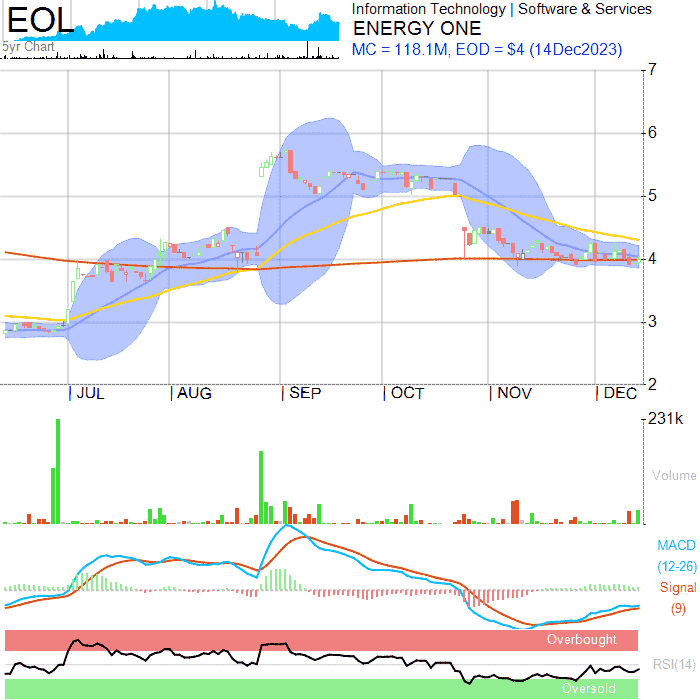 EOL
5yr Chart
Information Technology | Software & Services
ENERGY ONE
MC = 118.1M, EOD = $4 (14Dec2023)
7
6
5
4
3
2
| JUL | AUG | SEP | OCT | NOV | DEC
231k
Volume
MACD
(12-26)
Signal
(9)
Overbought
RSI(14)
Oversold